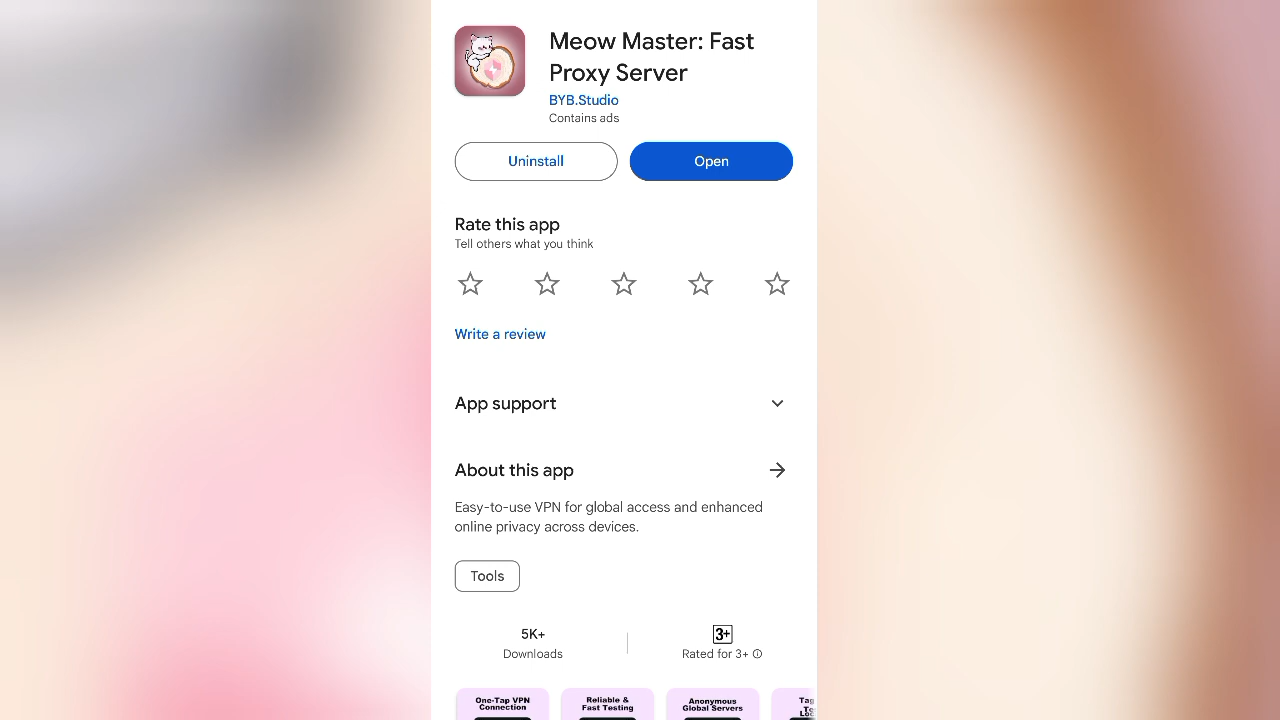 Meow Master: Fast
Proxy Server
BYB.Studio
Contains ads
Uninstall
Open
Rate this app
Tell others what you think
Write a review
App support
About this app
Easy-to-use VPN for global access and enhanced
online privacy across devices.
Tools
5K+
Downloads
3+
Rated for 3+
One-Tap VPN
Connection
Reliable &
Fast Testing
Anonymous
Global Servers